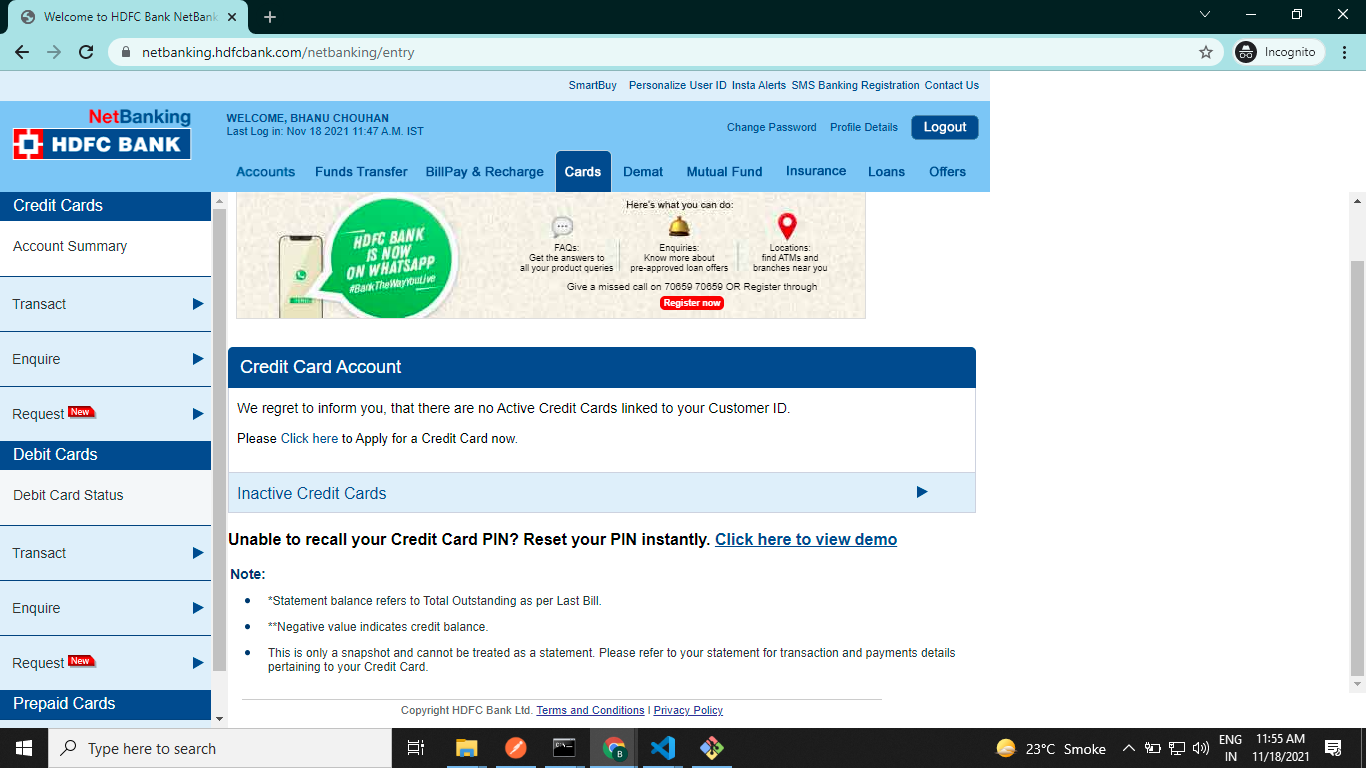 Welcome to HDFC Bank NetBank
netbanking.hdfcbank.com/netbanking/entry
Incognito
SmartBuy Personalize User ID Insta Alerts SMS Banking Registration Contact Us
NetBanking
HDFC BANK
WELCOME, BHANU CHOUHAN
Last Log in: Nov 18 2021 11:47 A.M. IST
Change Password Profile Details Logout
Accounts Funds Transfer BillPay & Recharge Cards Demat Mutual Fund Insurance Loans Offers
Credit Cards
Account Summary
Transact
Enquire
Request New
Debit Cards
Debit Card Status
Transact
Enquire
Request New
Prepaid Cards
HDFC BANK
IS NOW
ON WHATSAPP
#BankTheWayYouLive
Here's what you can do:
FAQs:
Get the answers to
all your product queries
Enquiries:
Know more about
pre-approved loan offers
Locations:
find ATMs and
branches near you
Give a missed call on 70659 70659 OR Register through
Register now
Credit Card Account
We regret to inform you, that there are no Active Credit Cards linked to your Customer ID.
Please Click here to Apply for a Credit Card now.
Inactive Credit Cards
Unable to recall your Credit Card PIN? Reset your PIN instantly. Click here to view demo
Note:
*Statement balance refers to Total Outstanding as per Last Bill.
**Negative value indicates credit balance.
This is only a snapshot and cannot be treated as a statement. Please refer to your statement for transaction and payments details
pertaining to your Credit Card.
Copyright HDFC Bank Ltd. Terms and Conditions | Privacy Policy
Type here to search
B
23°C Smoke
ENG
IN
11:55 AM
11/18/2021